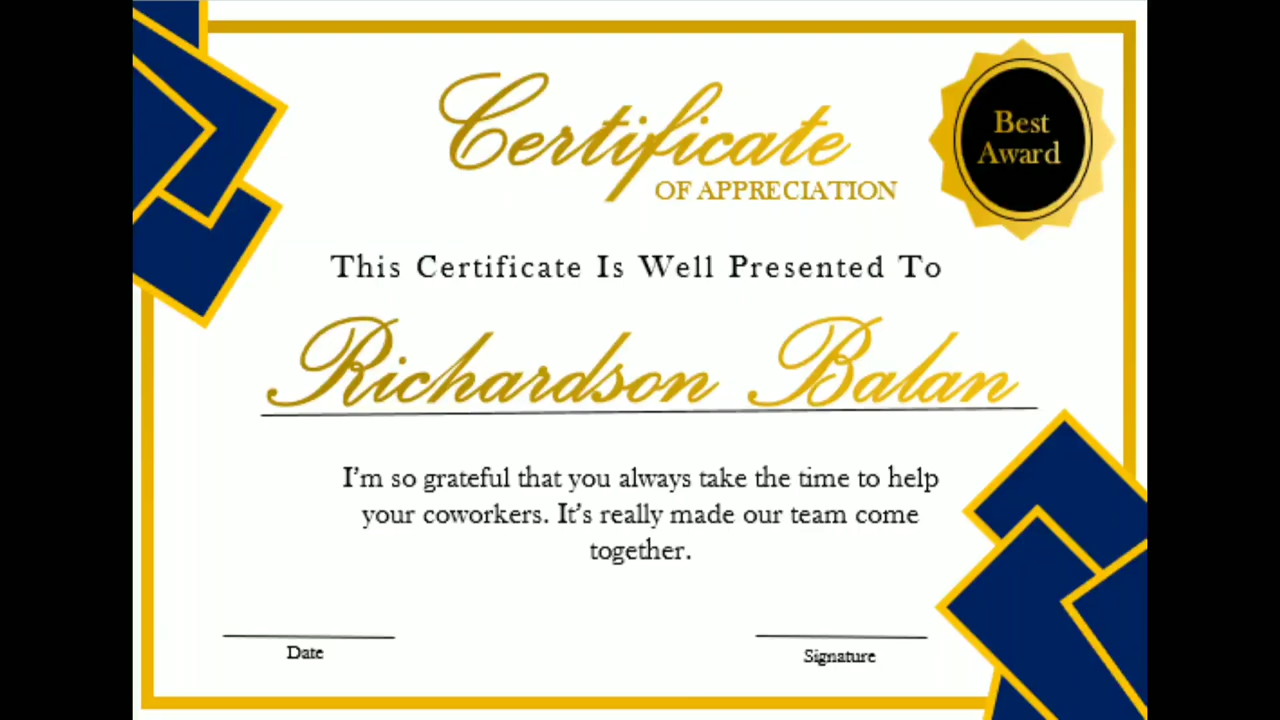 Certificate
OF APPRECIATION
Best
Award
This Certificate Is Well Presented To
Richardson Balan
I'm so grateful that you always take the time to help
your coworkers. It's really made our team come
together.
Date
Signature